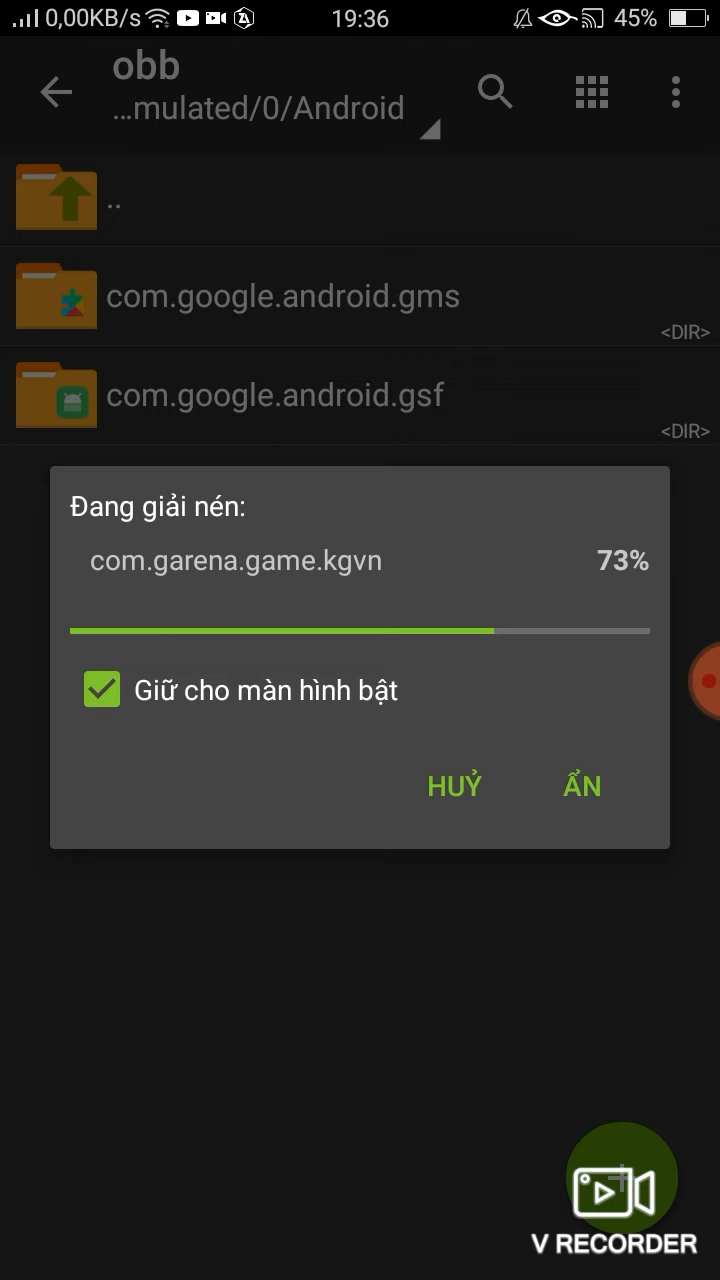 0,00KB/s 19:36 45%
obb
...mulated/0/Android
..
com.google.android.gms
<DIR>
com.google.android.gsf
<DIR>
Đang giải nén:
com.garena.game.kgvn 73%
Giữ cho màn hình bật
HUỶ ẨN
V RECORDER